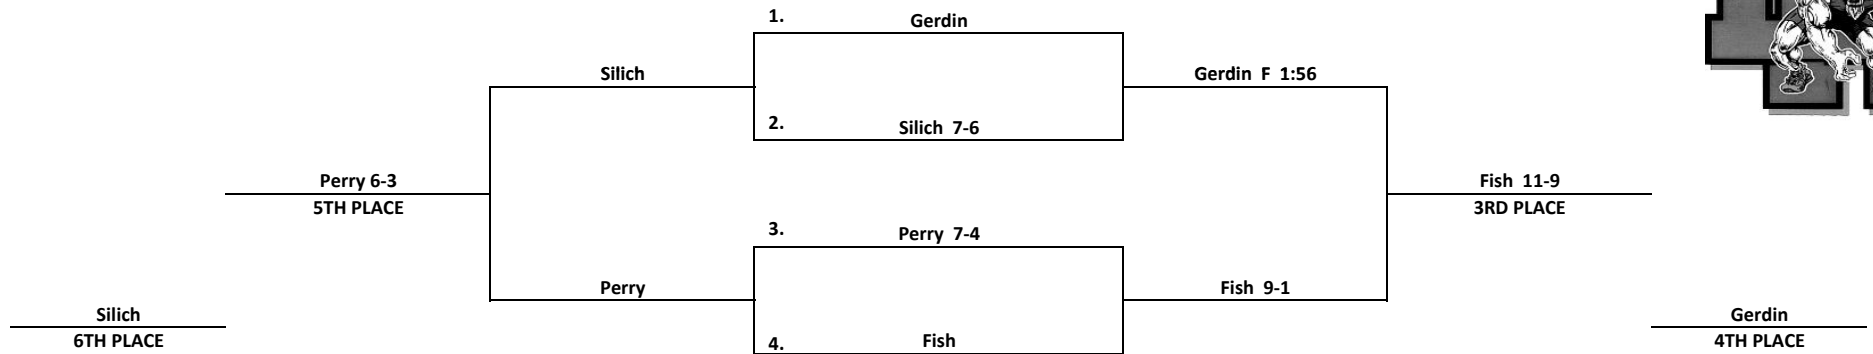 1. Gerdin
Silich Gerdin F 1:56
2. Silich 7-6
Perry 6-3 Fish 11-9
5TH PLACE 3RD PLACE
3. Perry 7-4
Perry Fish 9-1
Silich Gerdin
6TH PLACE 4. Fish 4TH PLACE